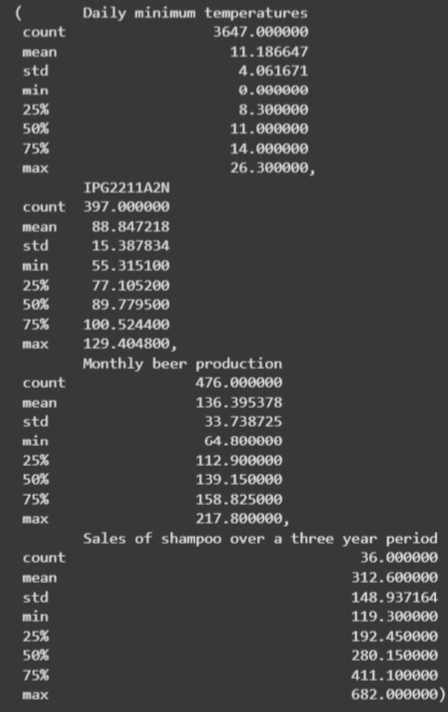 (       Daily minimum temperatures
 count                 3647.000000
 mean                    11.186647
 std                      4.061671
 min                      0.000000
 25%                      8.300000
 50%                     11.000000
 75%                     14.000000
 max                     26.300000,
        IPG2211A2N
 count  397.000000
 mean    88.847218
 std     15.387834
 min     55.315100
 25%     77.105200
 50%     89.779500
 75%    100.524400
 max    129.404800,
        Monthly beer production
 count               476.000000
 mean                136.395378
 std                  33.738725
 min                  64.800000
 25%                 112.900000
 50%                 139.150000
 75%                 158.825000
 max                 217.800000,
        Sales of shampoo over a three year period
 count                                  36.000000
 mean                                  312.600000
 std                                   148.937164
 min                                   119.300000
 25%                                   192.450000
 50%                                   280.150000
 75%                                   411.100000
 max                                   682.000000)